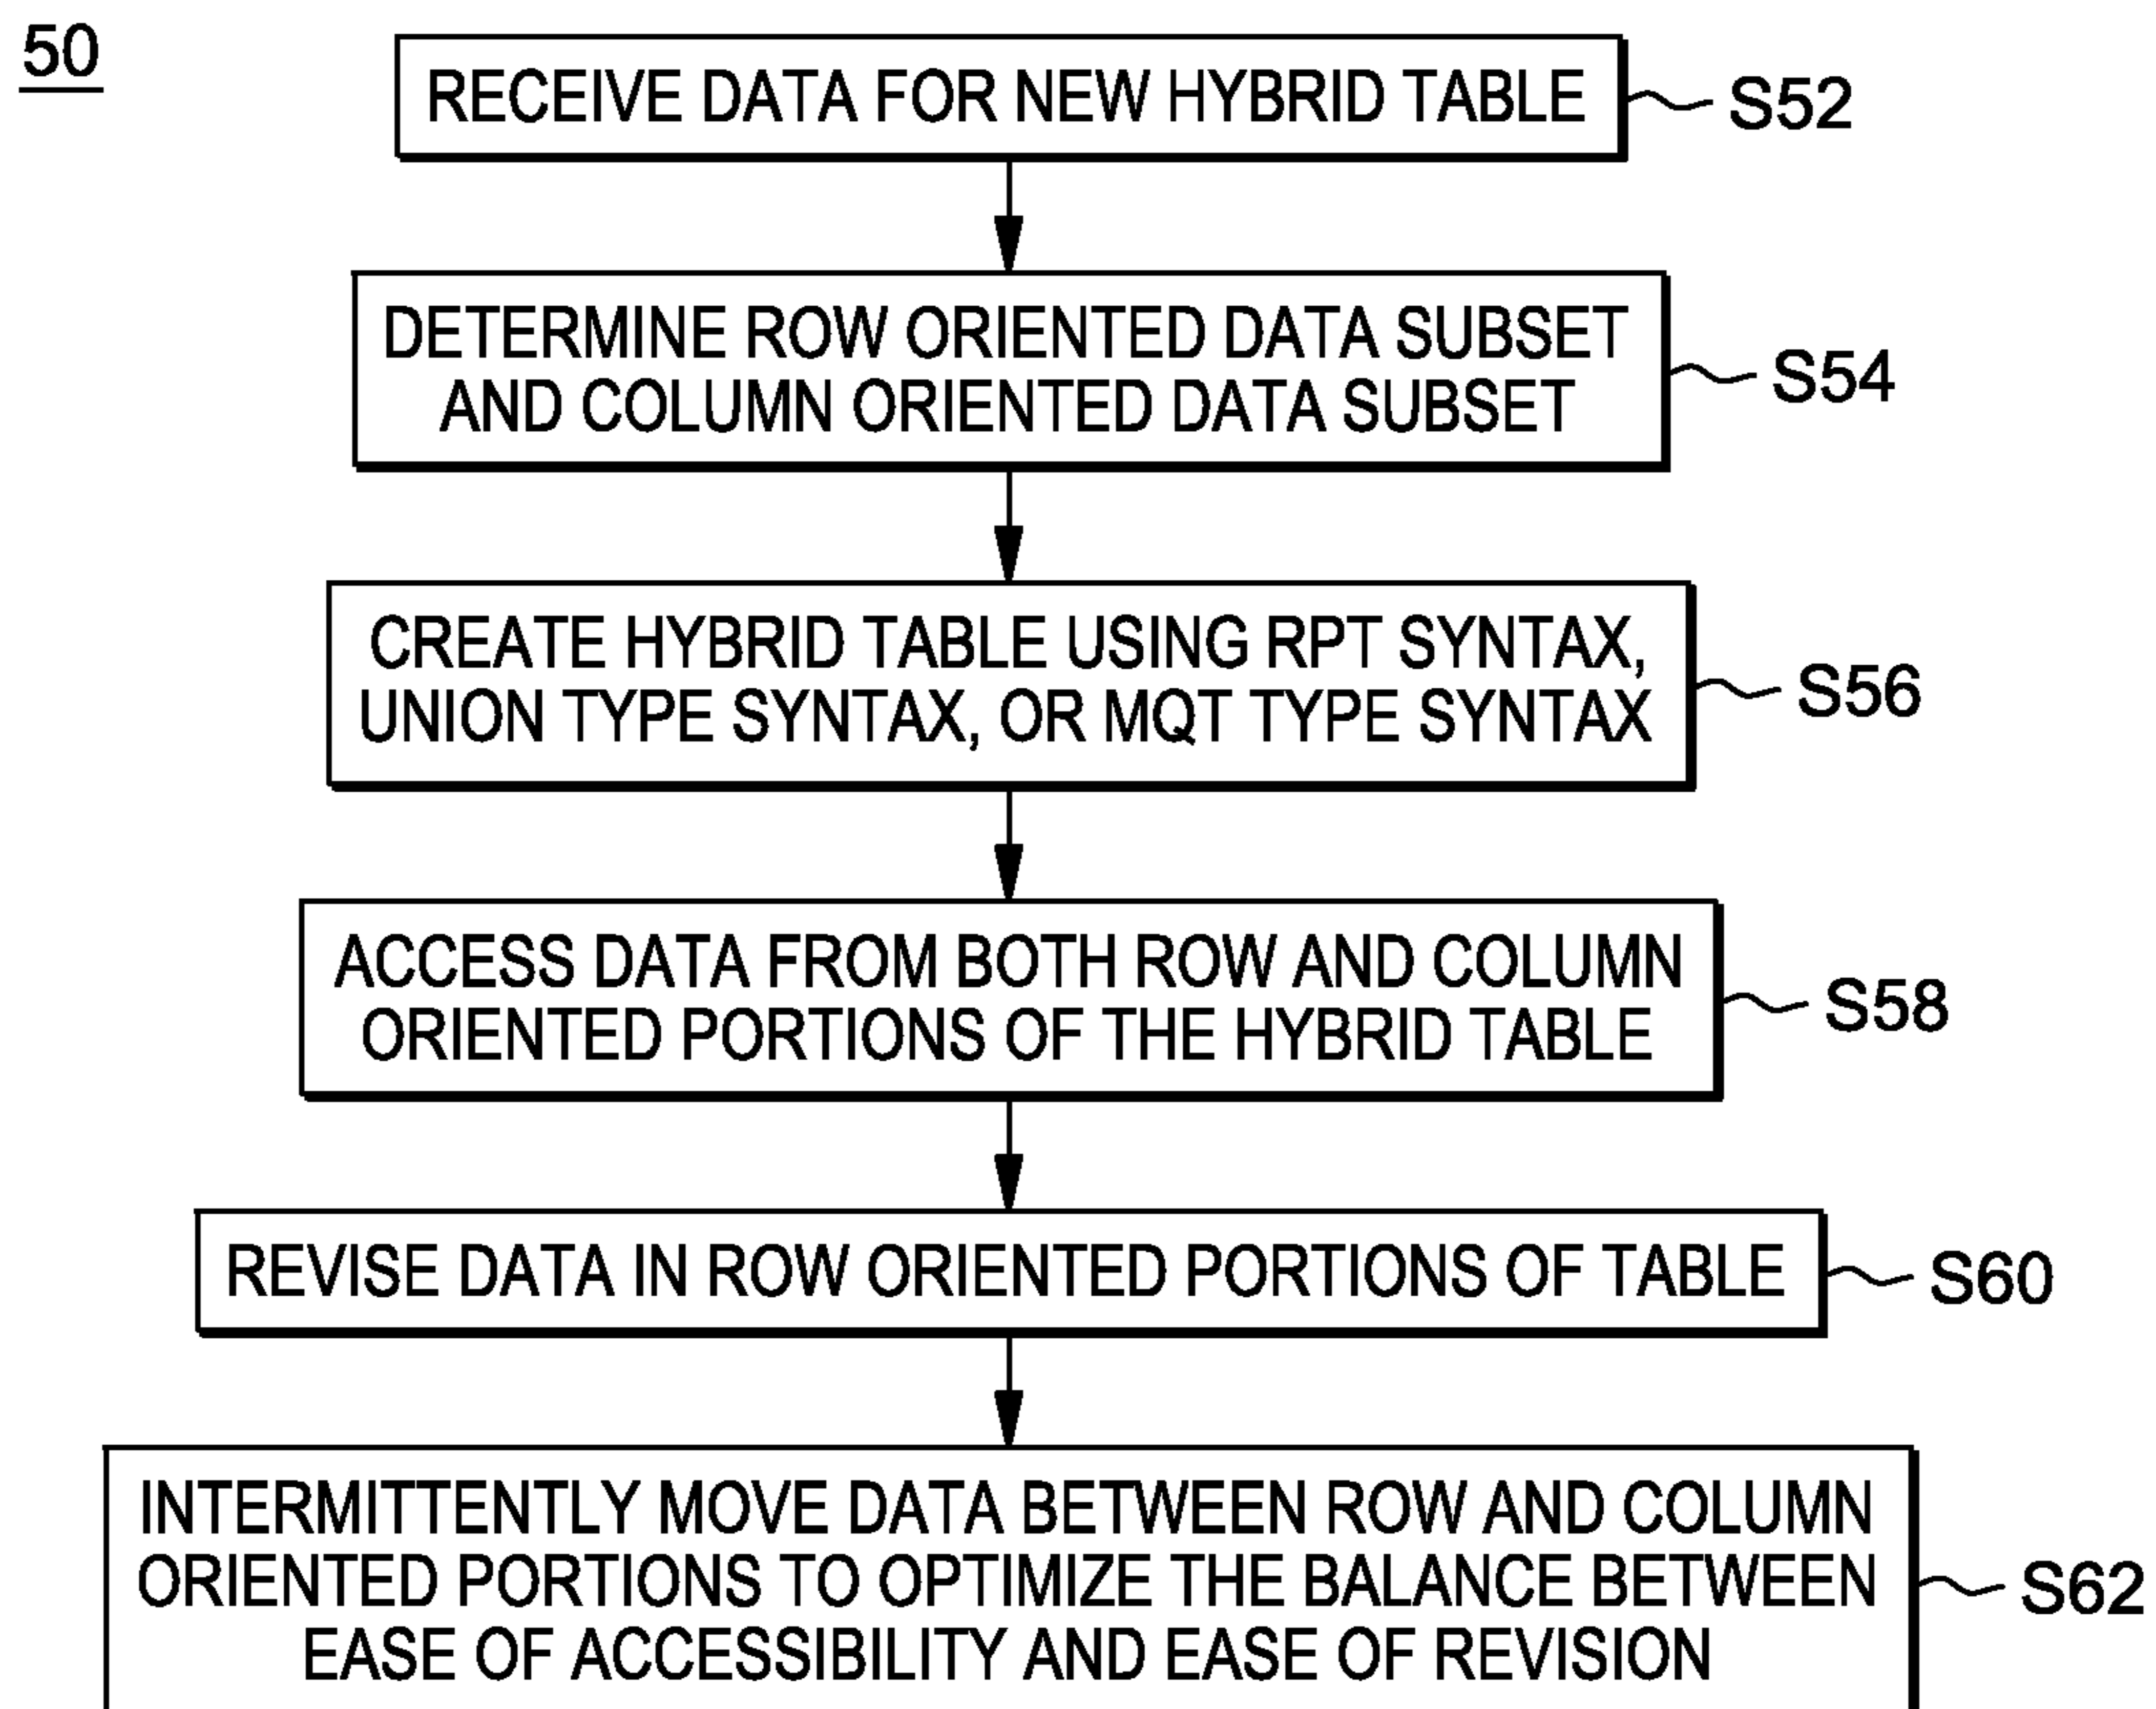 50
RECEIVE DATA FOR NEW HYBRID TABLE
S52
DETERMINE ROW ORIENTED DATA SUBSET
AND COLUMN ORIENTED DATA SUBSET
S54
CREATE HYBRID TABLE USING RPT SYNTAX,
UNION TYPE SYNTAX, OR MQT TYPE SYNTAX
S56
ACCESS DATA FROM BOTH ROW AND COLUMN
ORIENTED PORTIONS OF THE HYBRID TABLE
S58
REVISE DATA IN ROW ORIENTED PORTIONS OF TABLE
S60
INTERMITTENTLY MOVE DATA BETWEEN ROW AND COLUMN
ORIENTED PORTIONS TO OPTIMIZE THE BALANCE BETWEEN
EASE OF ACCESSIBILITY AND EASE OF REVISION
S62